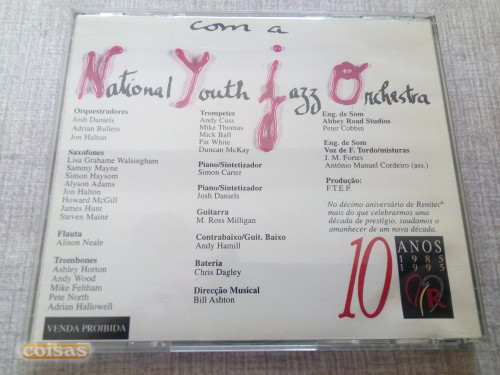 com a
National Youth Jazz Orchestra
Orquestradores
Josh Daniels
Adrian Bullers
Jon Halton
Saxofones
Lisa Grahame Walsingham
Sammy Mayne
Simon Haysom
Alyson Adams
Jon Halton
Howard McGill
James Hunt
Steven Maine
Flauta
Alison Neale
Trombones
Ashley Horton
Andy Wood
Mike Feltham
Pete North
Adrian Hallowell
VENDA PROIBIDA
Trompetes
Andy Cuss
Mike Thomas
Mick Ball
Pat White
Duncan McKay
Piano/Sintetizador
Simon Carter
Piano/Sintetizador
Josh Daniels
Guitarra
M. Ross Milligan
Contrabaixo/Guit. Baixo
Andy Hamill
Bateria
Chris Dagley
Direcção Musical
Bill Ashton
Eng. de Som
Abbey Road Studios
Peter Cobbin
Eng. de Som
Voz de F. Tordo/misturas
J. M. Fortes
António Manuel Cordeiro (ass.)
Produção:
F.T.E.P.
No décimo aniversário de Renitec®
mais do que celebrarmos uma
década de prestígio, saudamos o
amanhecer de um nova década.
10 ANOS
1985
1995
R
coisas